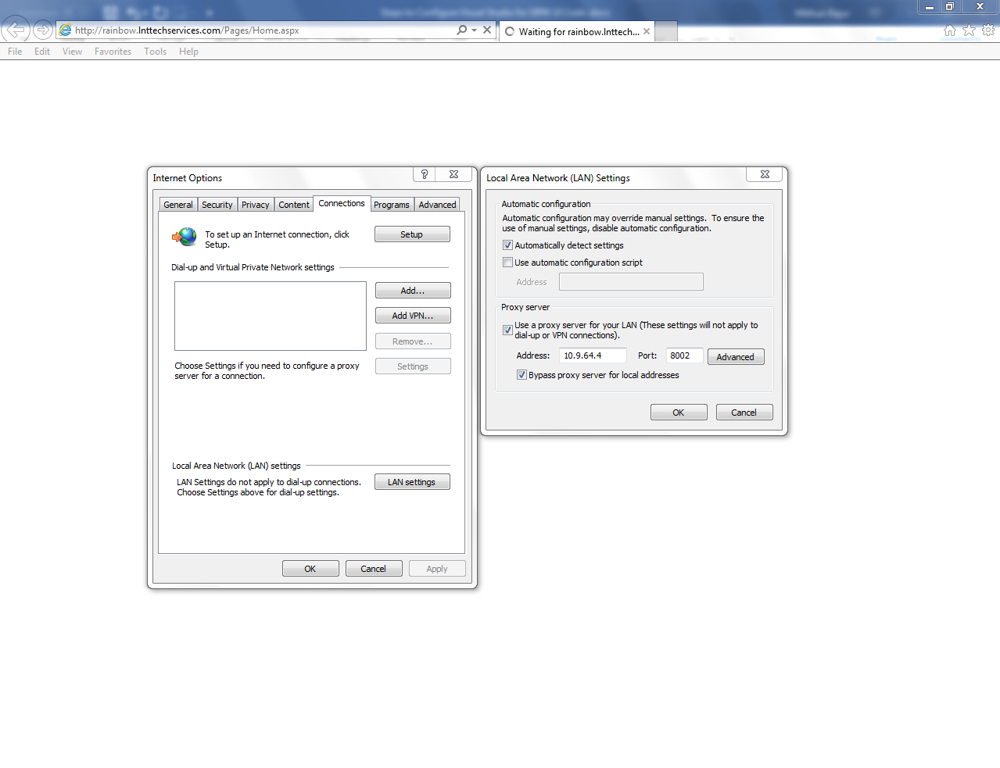 http://rainbow.lnttechservices.com/Pages/Home.aspx
Waiting for rainbow.lnttech...
File Edit View Favorites Tools Help
Internet Options
General Security Privacy Content Connections Programs Advanced
To set up an Internet connection, click
Setup.
Setup
Dial-up and Virtual Private Network settings
Add...
Add VPN...
Remove...
Choose Settings if you need to configure a proxy
server for a connection.
Settings
Local Area Network (LAN) settings
LAN Settings do not apply to dial-up connections.
Choose Settings above for dial-up settings.
LAN settings
OK Cancel Apply
Local Area Network (LAN) Settings
Automatic configuration
Automatic configuration may override manual settings. To ensure the
use of manual settings, disable automatic configuration.
Automatically detect settings
Use automatic configuration script
Address
Proxy server
Use a proxy server for your LAN (These settings will not apply to
dial-up or VPN connections).
Address: 10.9.64.4 Port: 8002 Advanced
Bypass proxy server for local addresses
OK Cancel